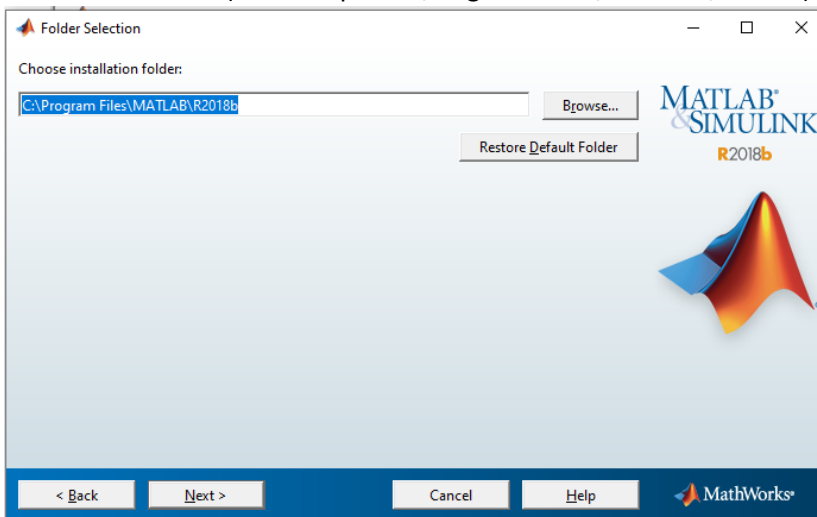 Folder Selection
Choose installation folder:
C:\Program Files\MATLAB\R2018b
Browse...
Restore Default Folder
MATLAB®
&SIMULINK
R2018b
< Back
Next >
Cancel
Help
MathWorks®